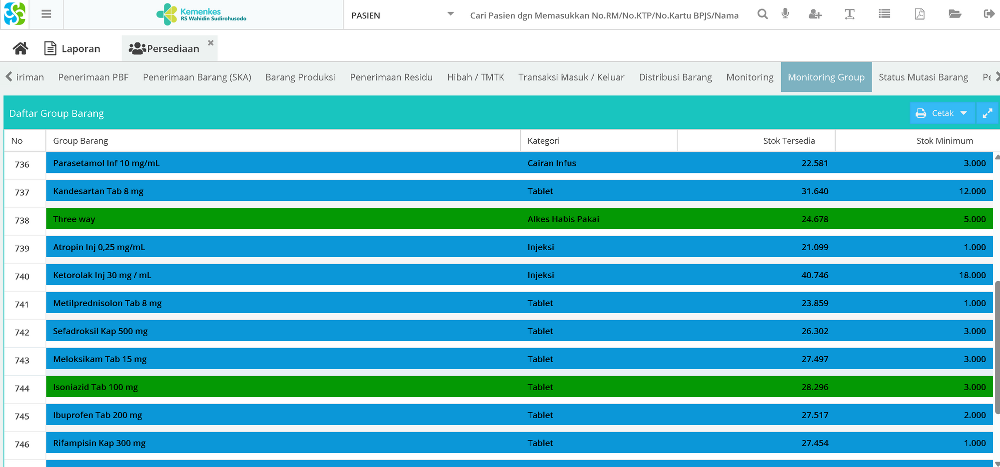 Kemenkes
RS Wahidin Sudirohusodo
PASIEN
Cari Pasien dgn Memasukkan No.RM/No.KTP/No.Kartu BPJS/Nama
Laporan
Persediaan
iriman Penerimaan PBF Penerimaan Barang (SKA) Barang Produksi Penerimaan Residu Hibah / TMTK Transaksi Masuk / Keluar Distribusi Barang Monitoring Monitoring Group Status Mutasi Barang Pe
Daftar Group Barang
Cetak
No Group Barang Kategori Stok Tersedia Stok Minimum
736 Parasetamol Inf 10 mg/mL Cairan Infus 22.581 3.000
737 Kandesartan Tab 8 mg Tablet 31.640 12.000
738 Three way Alkes Habis Pakai 24.678 5.000
739 Atropin Inj 0,25 mg/mL Injeksi 21.099 1.000
740 Ketorolak Inj 30 mg / mL Injeksi 40.746 18.000
741 Metilprednisolon Tab 8 mg Tablet 23.859 1.000
742 Sefadroksil Kap 500 mg Tablet 26.302 3.000
743 Meloksikam Tab 15 mg Tablet 27.497 3.000
744 Isoniazid Tab 100 mg Tablet 28.296 3.000
745 Ibuprofen Tab 200 mg Tablet 27.517 2.000
746 Rifampisin Kap 300 mg Tablet 27.454 1.000